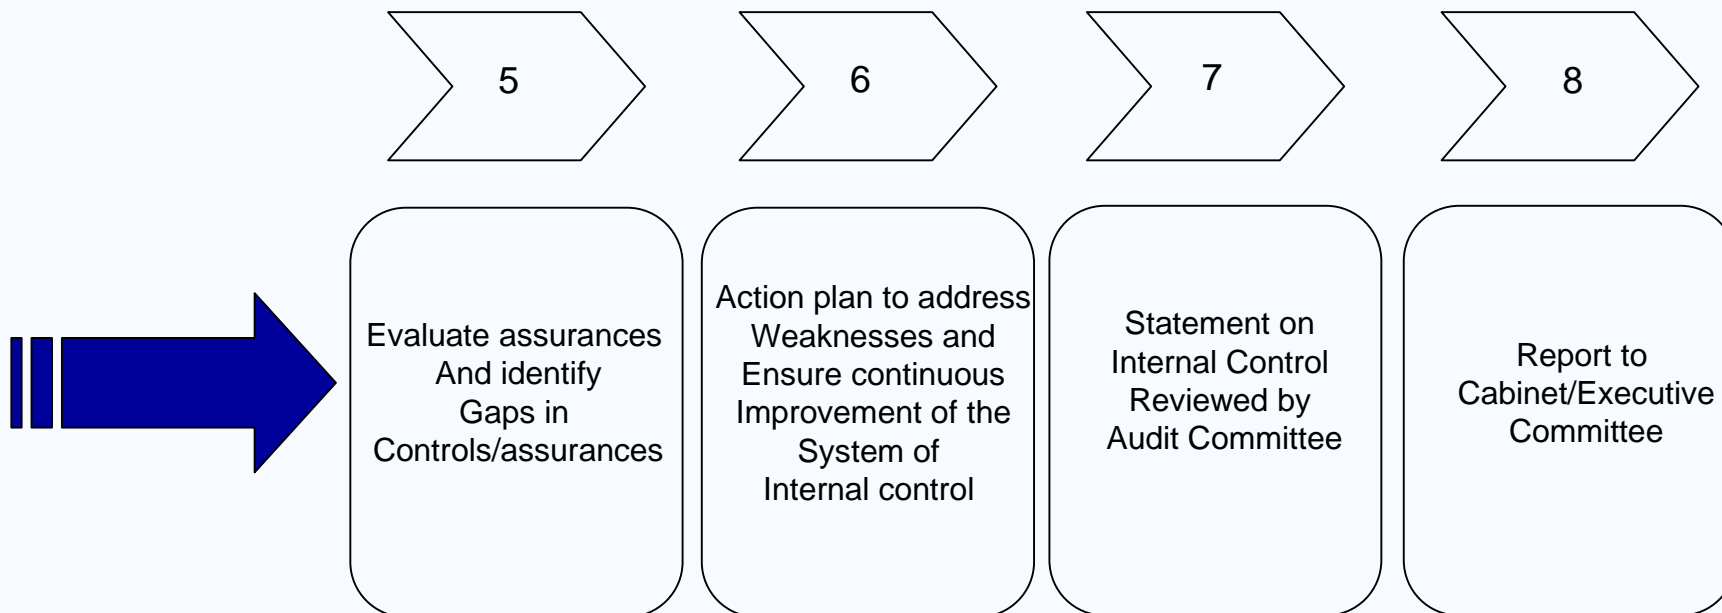 5
6
7
8
Evaluate assurances
And identify
Gaps in
Controls/assurances
Action plan to address
Weaknesses and
Ensure continuous
Improvement of the
System of
Internal control
Statement on
Internal Control
Reviewed by
Audit Committee
Report to
Cabinet/Executive
Committee